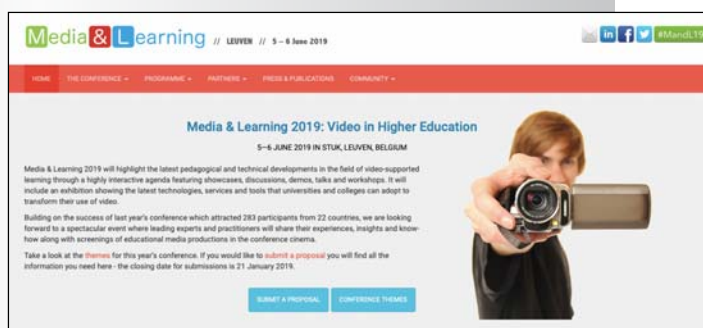 Media & Learning // LEUVEN // 5 – 6 June 2019
#MandL19
HOME THE CONFERENCE PROGRAMME PARTNERS PRESS & PUBLICATIONS COMMUNITY
Media & Learning 2019: Video in Higher Education
5–6 JUNE 2019 IN STUK, LEUVEN, BELGIUM
Media & Learning 2019 will highlight the latest pedagogical and technical developments in the field of video-supported
learning through a highly interactive agenda featuring showcases, discussions, demos, talks and workshops. It will
include an exhibition showing the latest technologies, services and tools that universities and colleges can adopt to
transform their use of video.
Building on the success of last year's conference which attracted 283 participants from 22 countries, we are looking
forward to a spectacular event where leading experts and practitioners will share their experiences, insights and know-
how along with screenings of educational media productions in the conference cinema.
Take a look at the themes for this year's conference. If you would like to submit a proposal you will find all the
information you need here - the closing date for submissions is 21 January 2019.
SUBMIT A PROPOSAL CONFERENCE THEMES